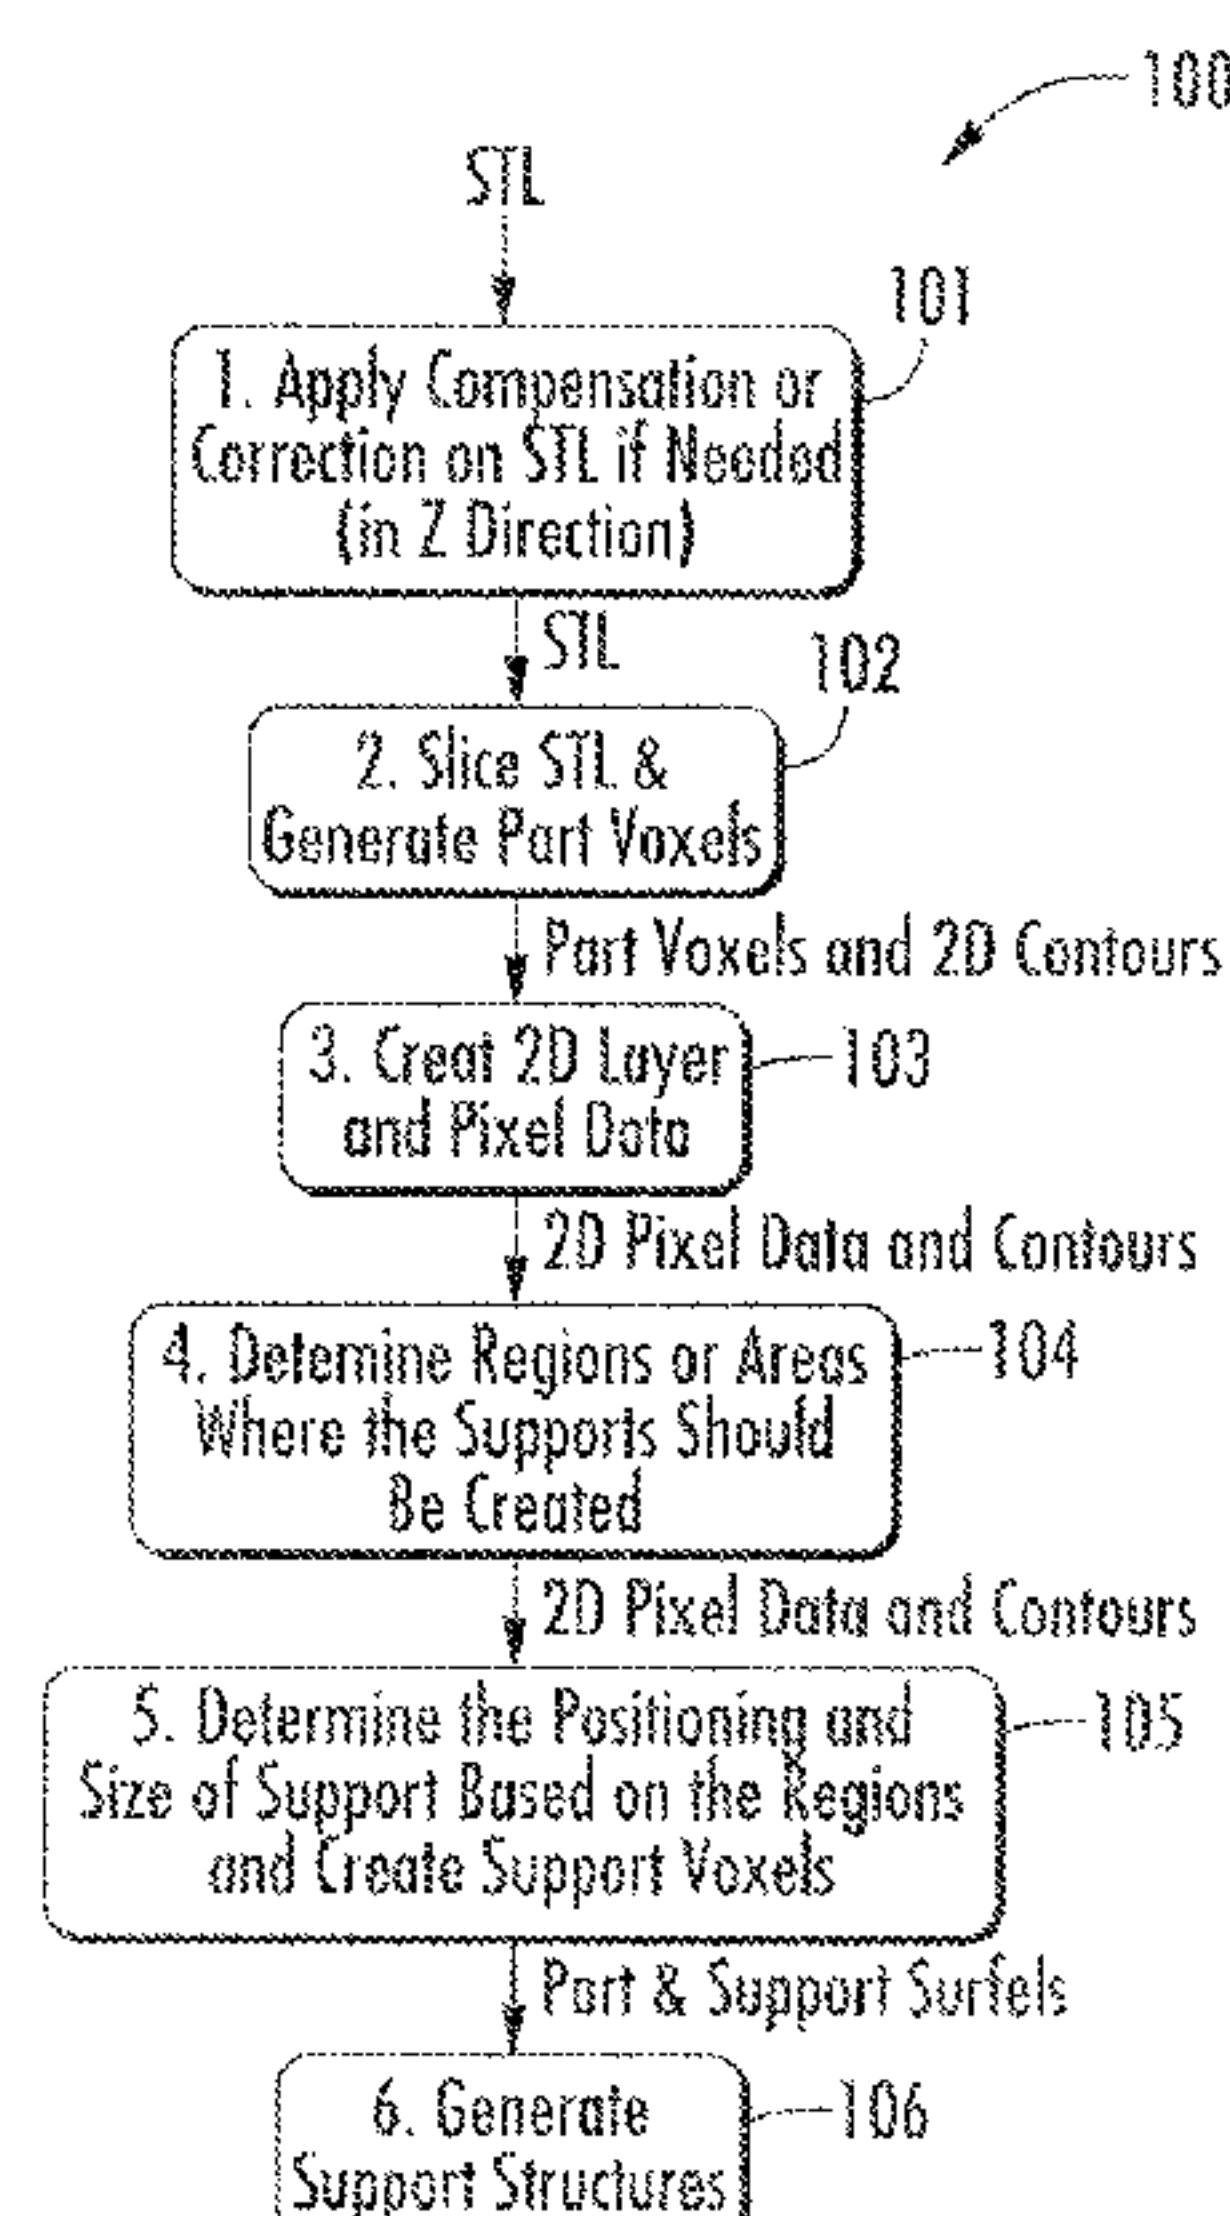 100
STL
101
1. Apply Compensation or
Correction on STL if Needed
(in Z Direction)
STL
102
2. Slice STL &
Generate Part Voxels
Part Voxels and 2D Contours
3. Creat 2D Layer
and Pixel Data
103
2D Pixel Data and Contours
4. Detemine Regions or Areas
Where the Supports Should
Be Created
104
2D Pixel Data and Contours
5. Determine the Positioning and
Size of Support Based on the Regions
and Create Support Voxels
105
Part & Support Surfels
6. Generate
Support Structures
106